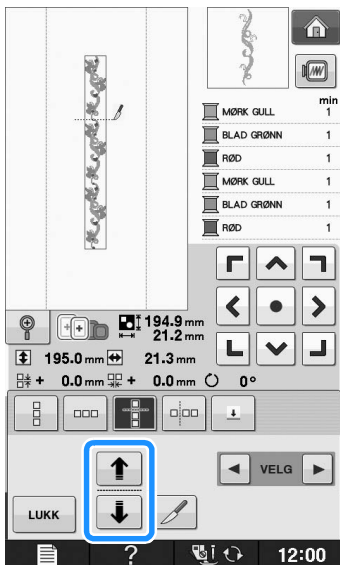 min
MØRK GULL 1
BLAD GRØNN 1
RØD 1
MØRK GULL 1
BLAD GRØNN 1
RØD 1
194.9 mm
21.2 mm
195.0 mm 21.3 mm
+ 0.0 mm + 0.0 mm 0°
VELG
LUKK
? 12:00